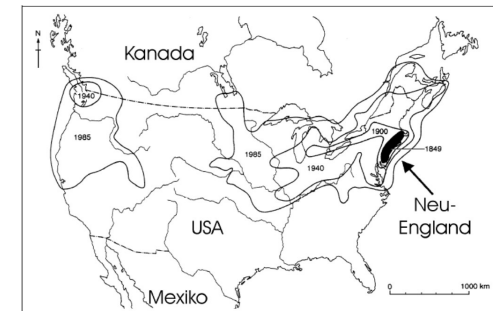 N
Kanada
1940
1985
1985
1940
1900
1849
Neu-
England
USA
Mexiko
0
1000 km